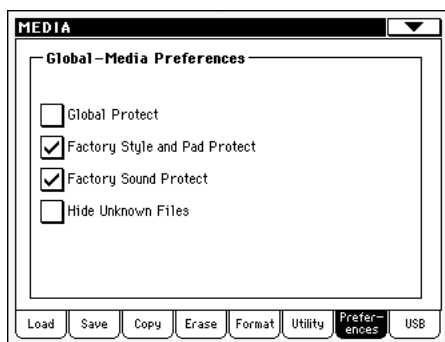 MEDIA
Global-Media Preferences
Global Protect
Factory Style and Pad Protect
Factory Sound Protect
Hide Unknown Files
Load Save Copy Erase Format Utility Prefer-
ences USB